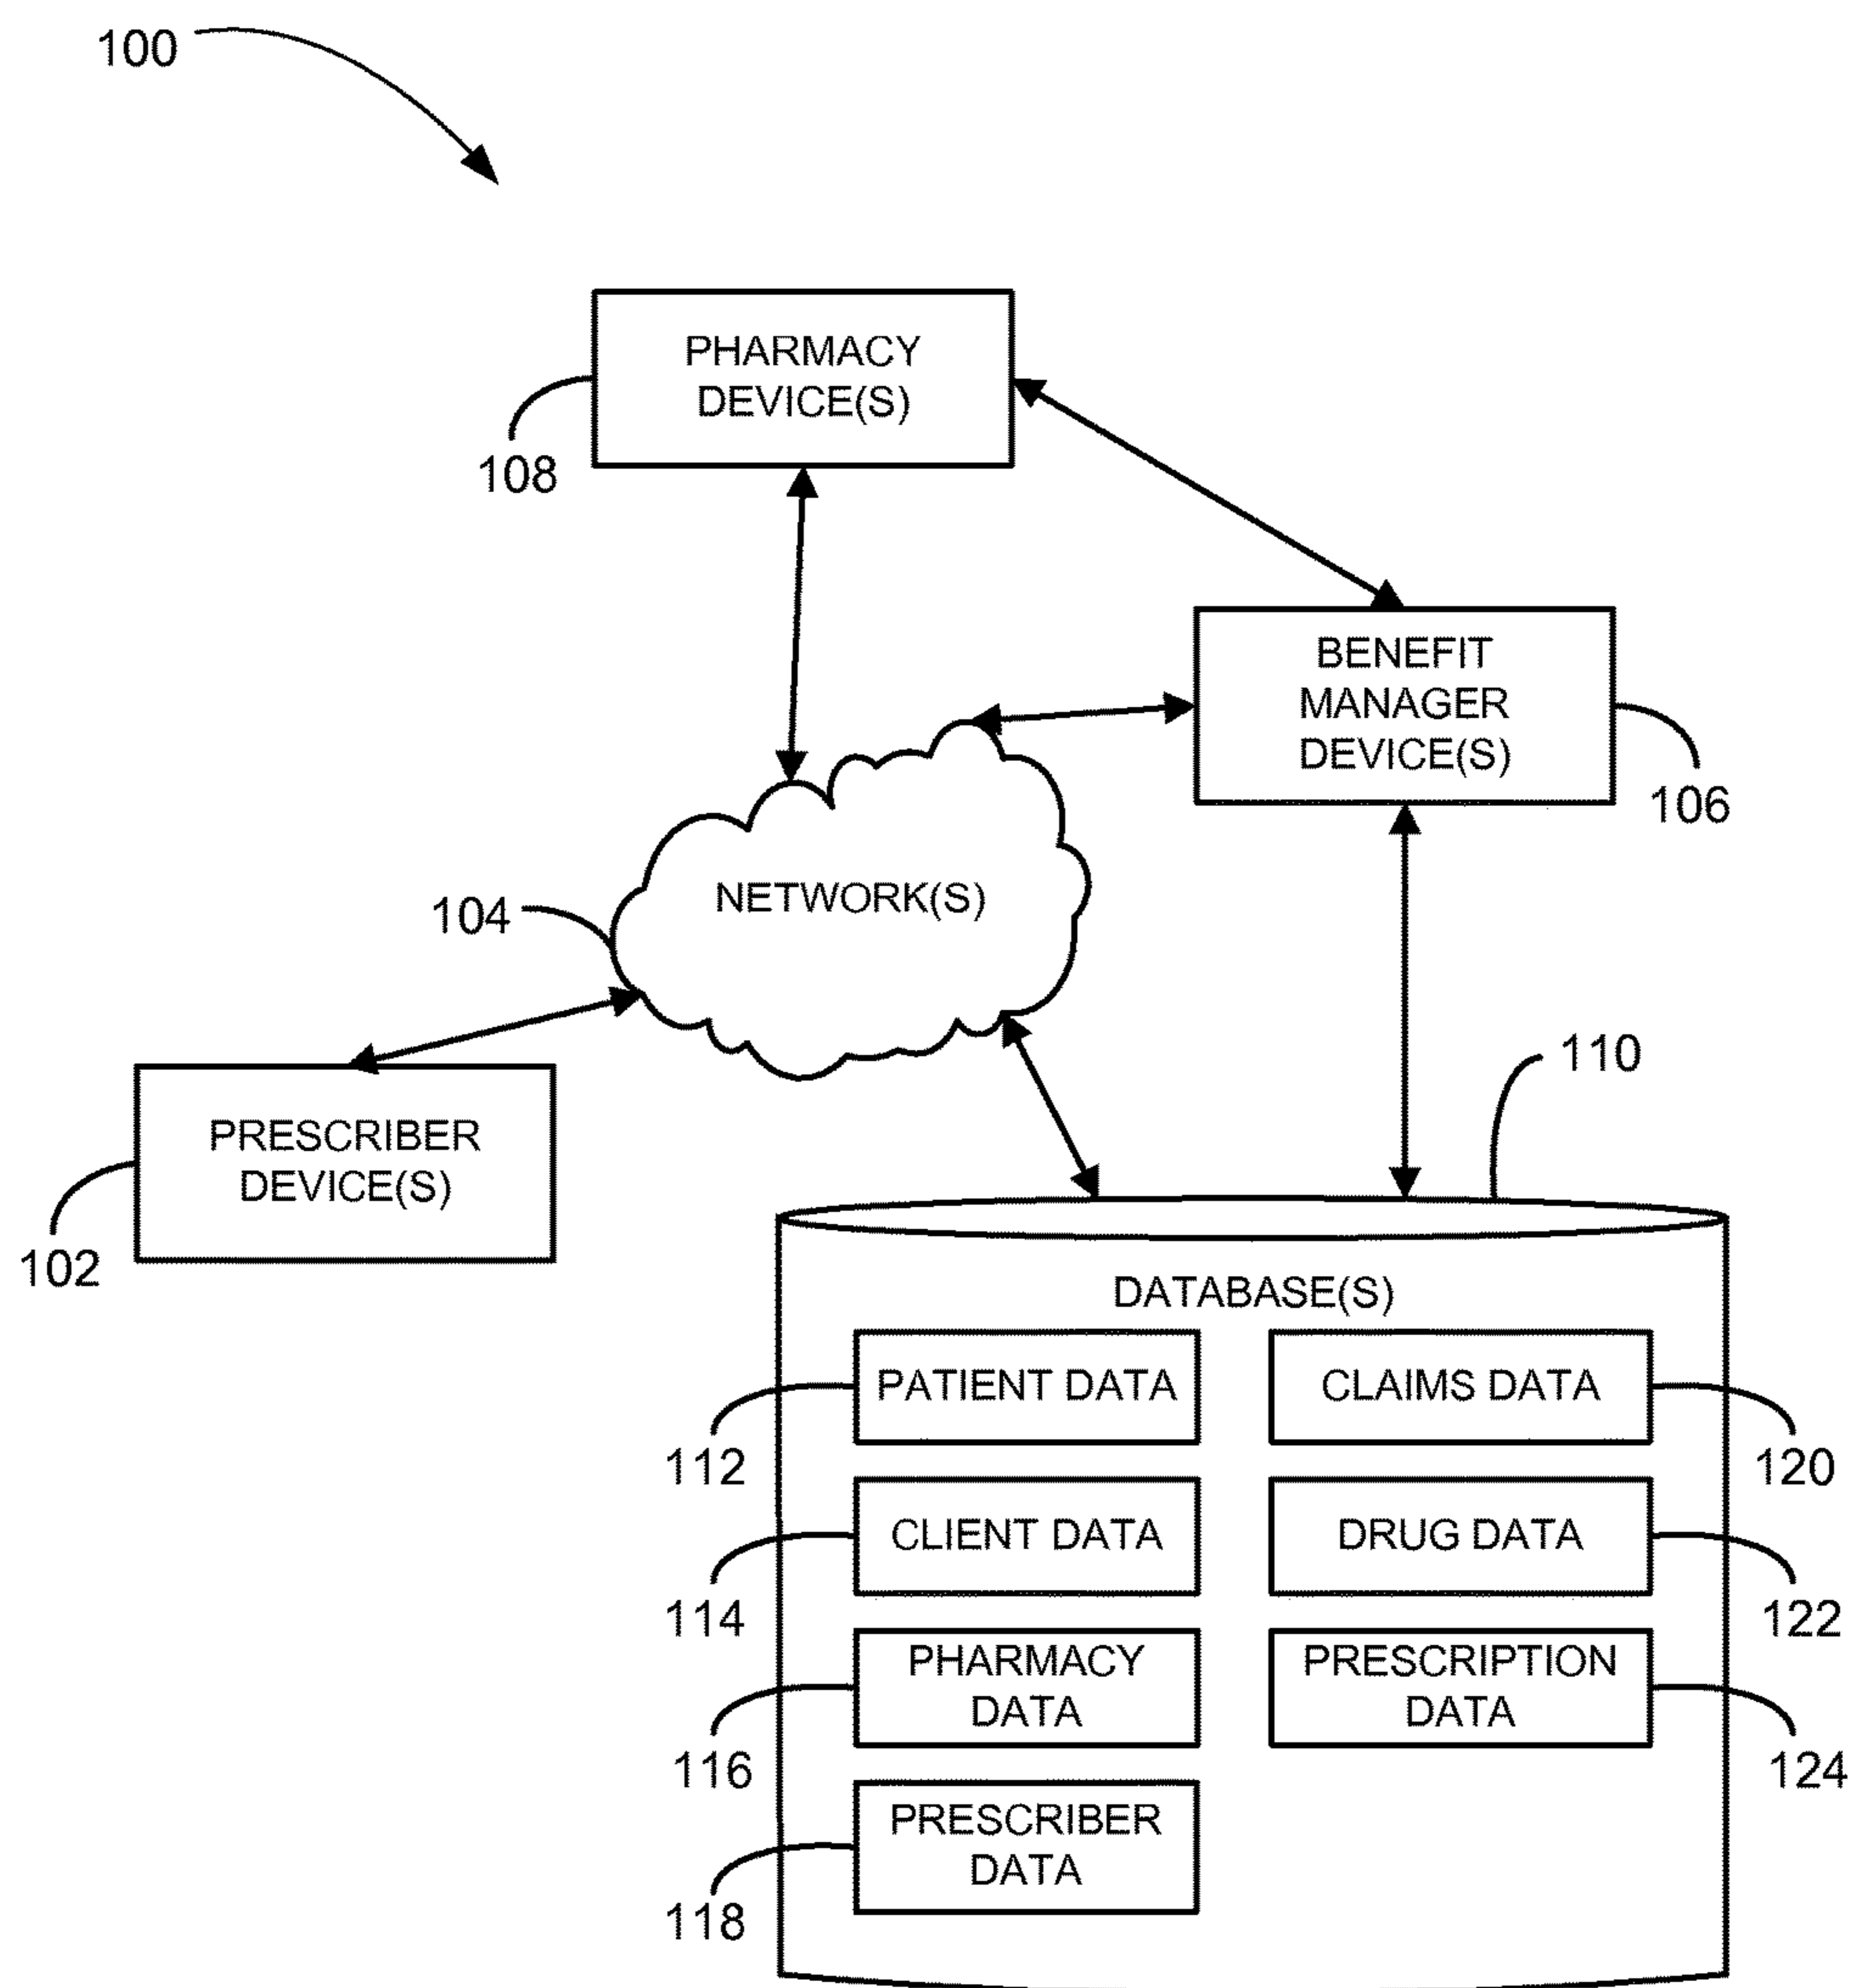 100
PHARMACY
DEVICE(S)
108
BENEFIT
MANAGER
DEVICE(S)
106
NETWORK(S)
104
110
PRESCRIBER
DEVICE(S)
102
DATABASE(S)
PATIENT DATA
CLAIMS DATA
112
120
CLIENT DATA
DRUG DATA
114
122
PHARMACY
DATA
PRESCRIPTION
DATA
116
124
PRESCRIBER
DATA
118